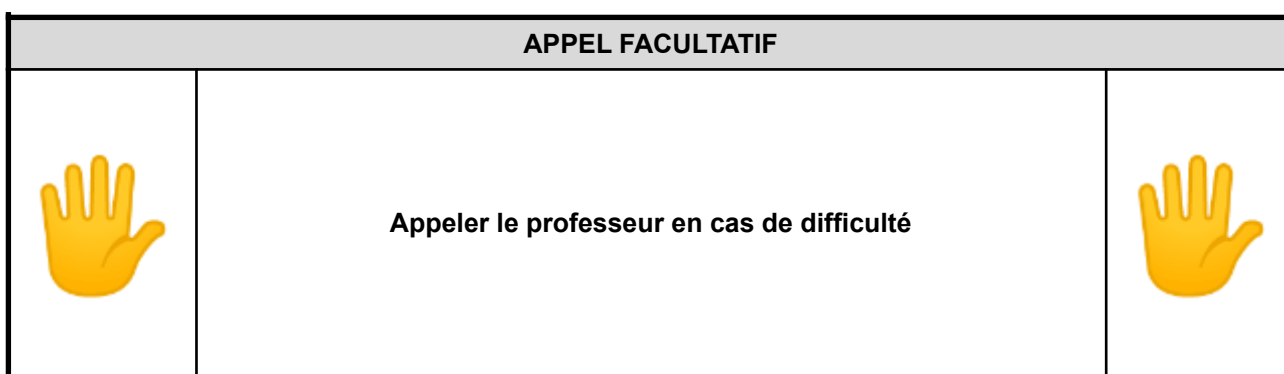 APPEL FACULTATIF
Appeler le professeur en cas de difficulté